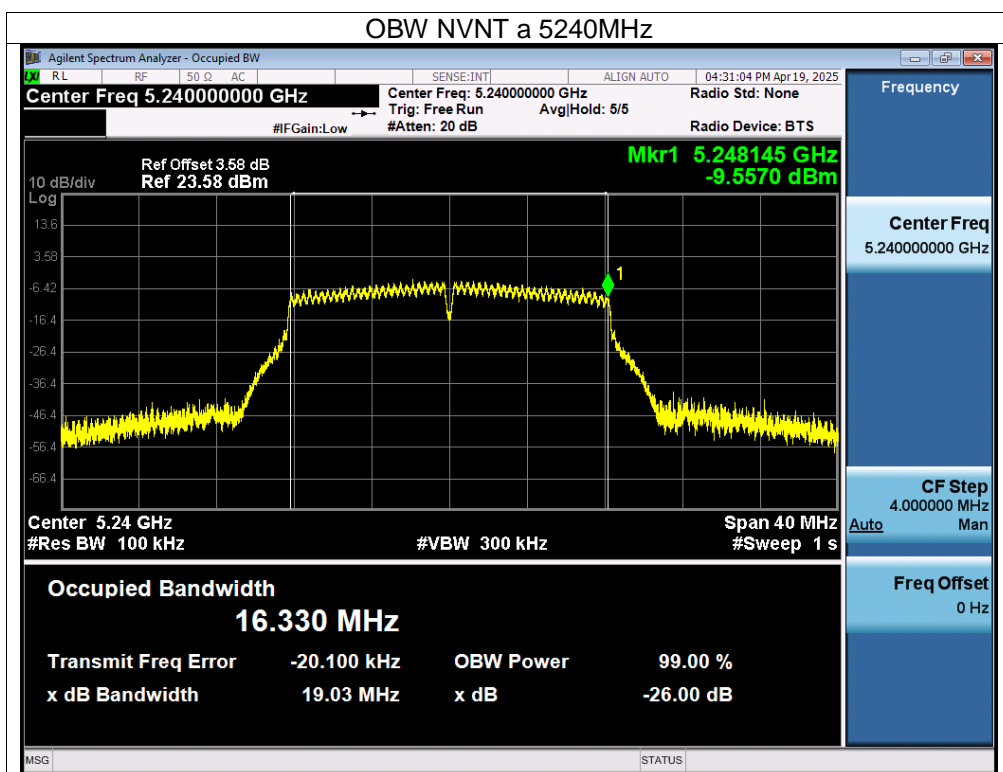 OBW NVNT a 5240MHz
Agilent Spectrum Analyzer - Occupied BW
LXI RL RF 50 Ω AC SENSE:INT ALIGN AUTO 04:31:04 PM Apr 19, 2025
Center Freq 5.240000000 GHz
Center Freq: 5.240000000 GHz Radio Std: None
Trig: Free Run Avg|Hold: 5/5
#IFGain:Low #Atten: 20 dB Radio Device: BTS
Frequency
Mkr1 5.248145 GHz
-9.5570 dBm
Ref Offset 3.58 dB
10 dB/div Ref 23.58 dBm
Log
13.6
3.58
-6.42
-16.4
-26.4
-36.4
-46.4
-56.4
-66.4
1
Center 5.24 GHz Span 40 MHz
#Res BW 100 kHz #VBW 300 kHz #Sweep 1 s
Center Freq
5.240000000 GHz
CF Step
4.000000 MHz
Auto Man
Freq Offset
0 Hz
Occupied Bandwidth
16.330 MHz
Transmit Freq Error -20.100 kHz OBW Power 99.00 %
x dB Bandwidth 19.03 MHz x dB -26.00 dB
MSG STATUS